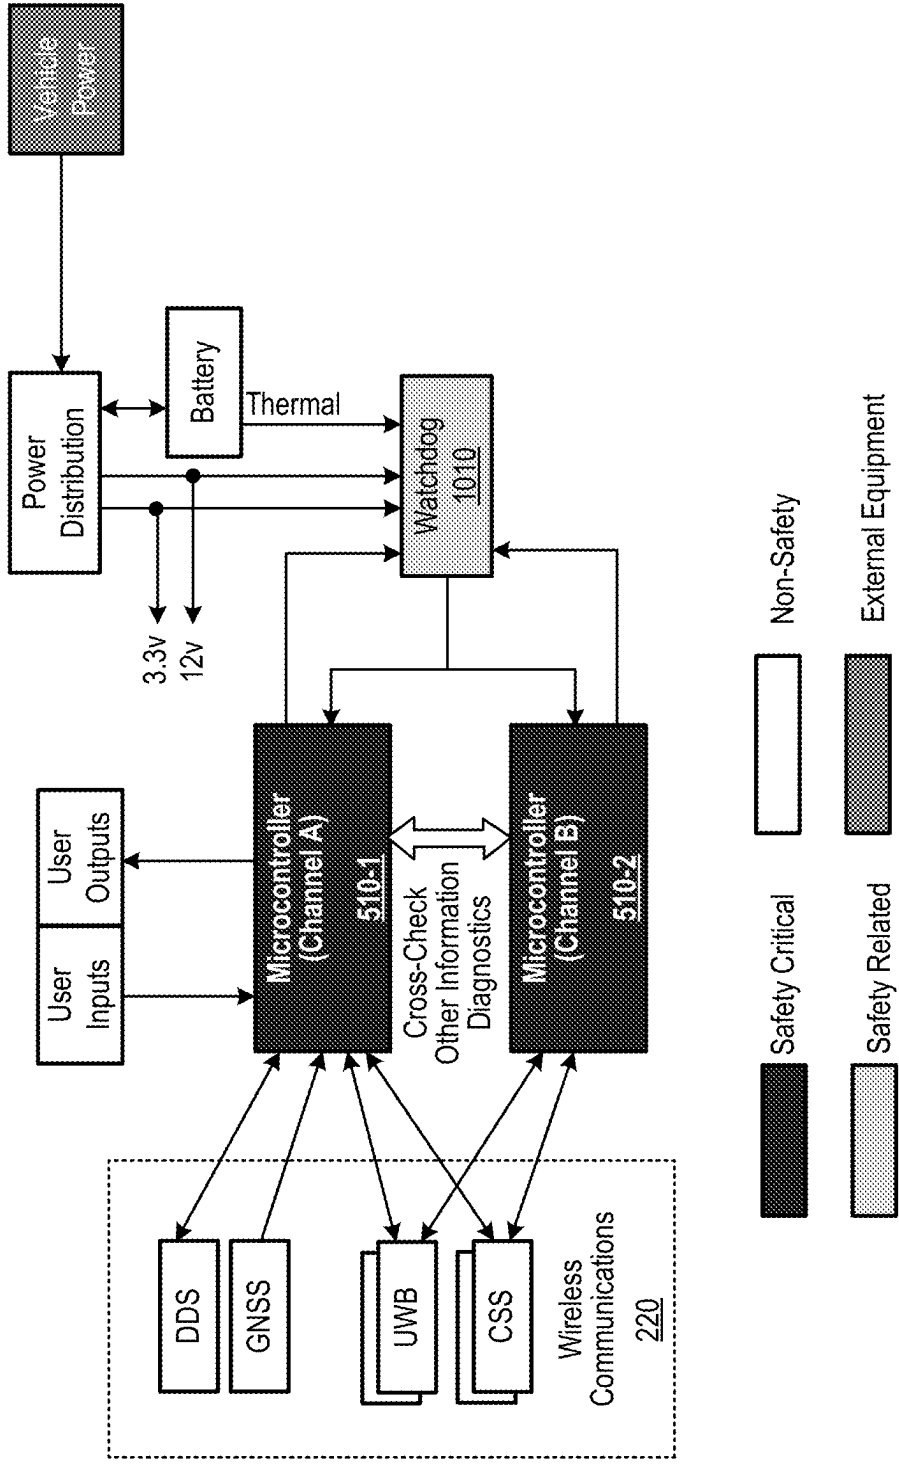 Vehicle
Power
Power
Distribution
Battery
Thermal
3.3v
12v
Watchdog
1010
User
Inputs
User
Outputs
Microcontroller
(Channel A)
510-1
Cross-Check
Other Information
Diagnostics
Microcontroller
(Channel B)
510-2
DDS
GNSS
UWB
CSS
Wireless
Communications
220
Safety Critical
Non-Safety
Safety Related
External Equipment